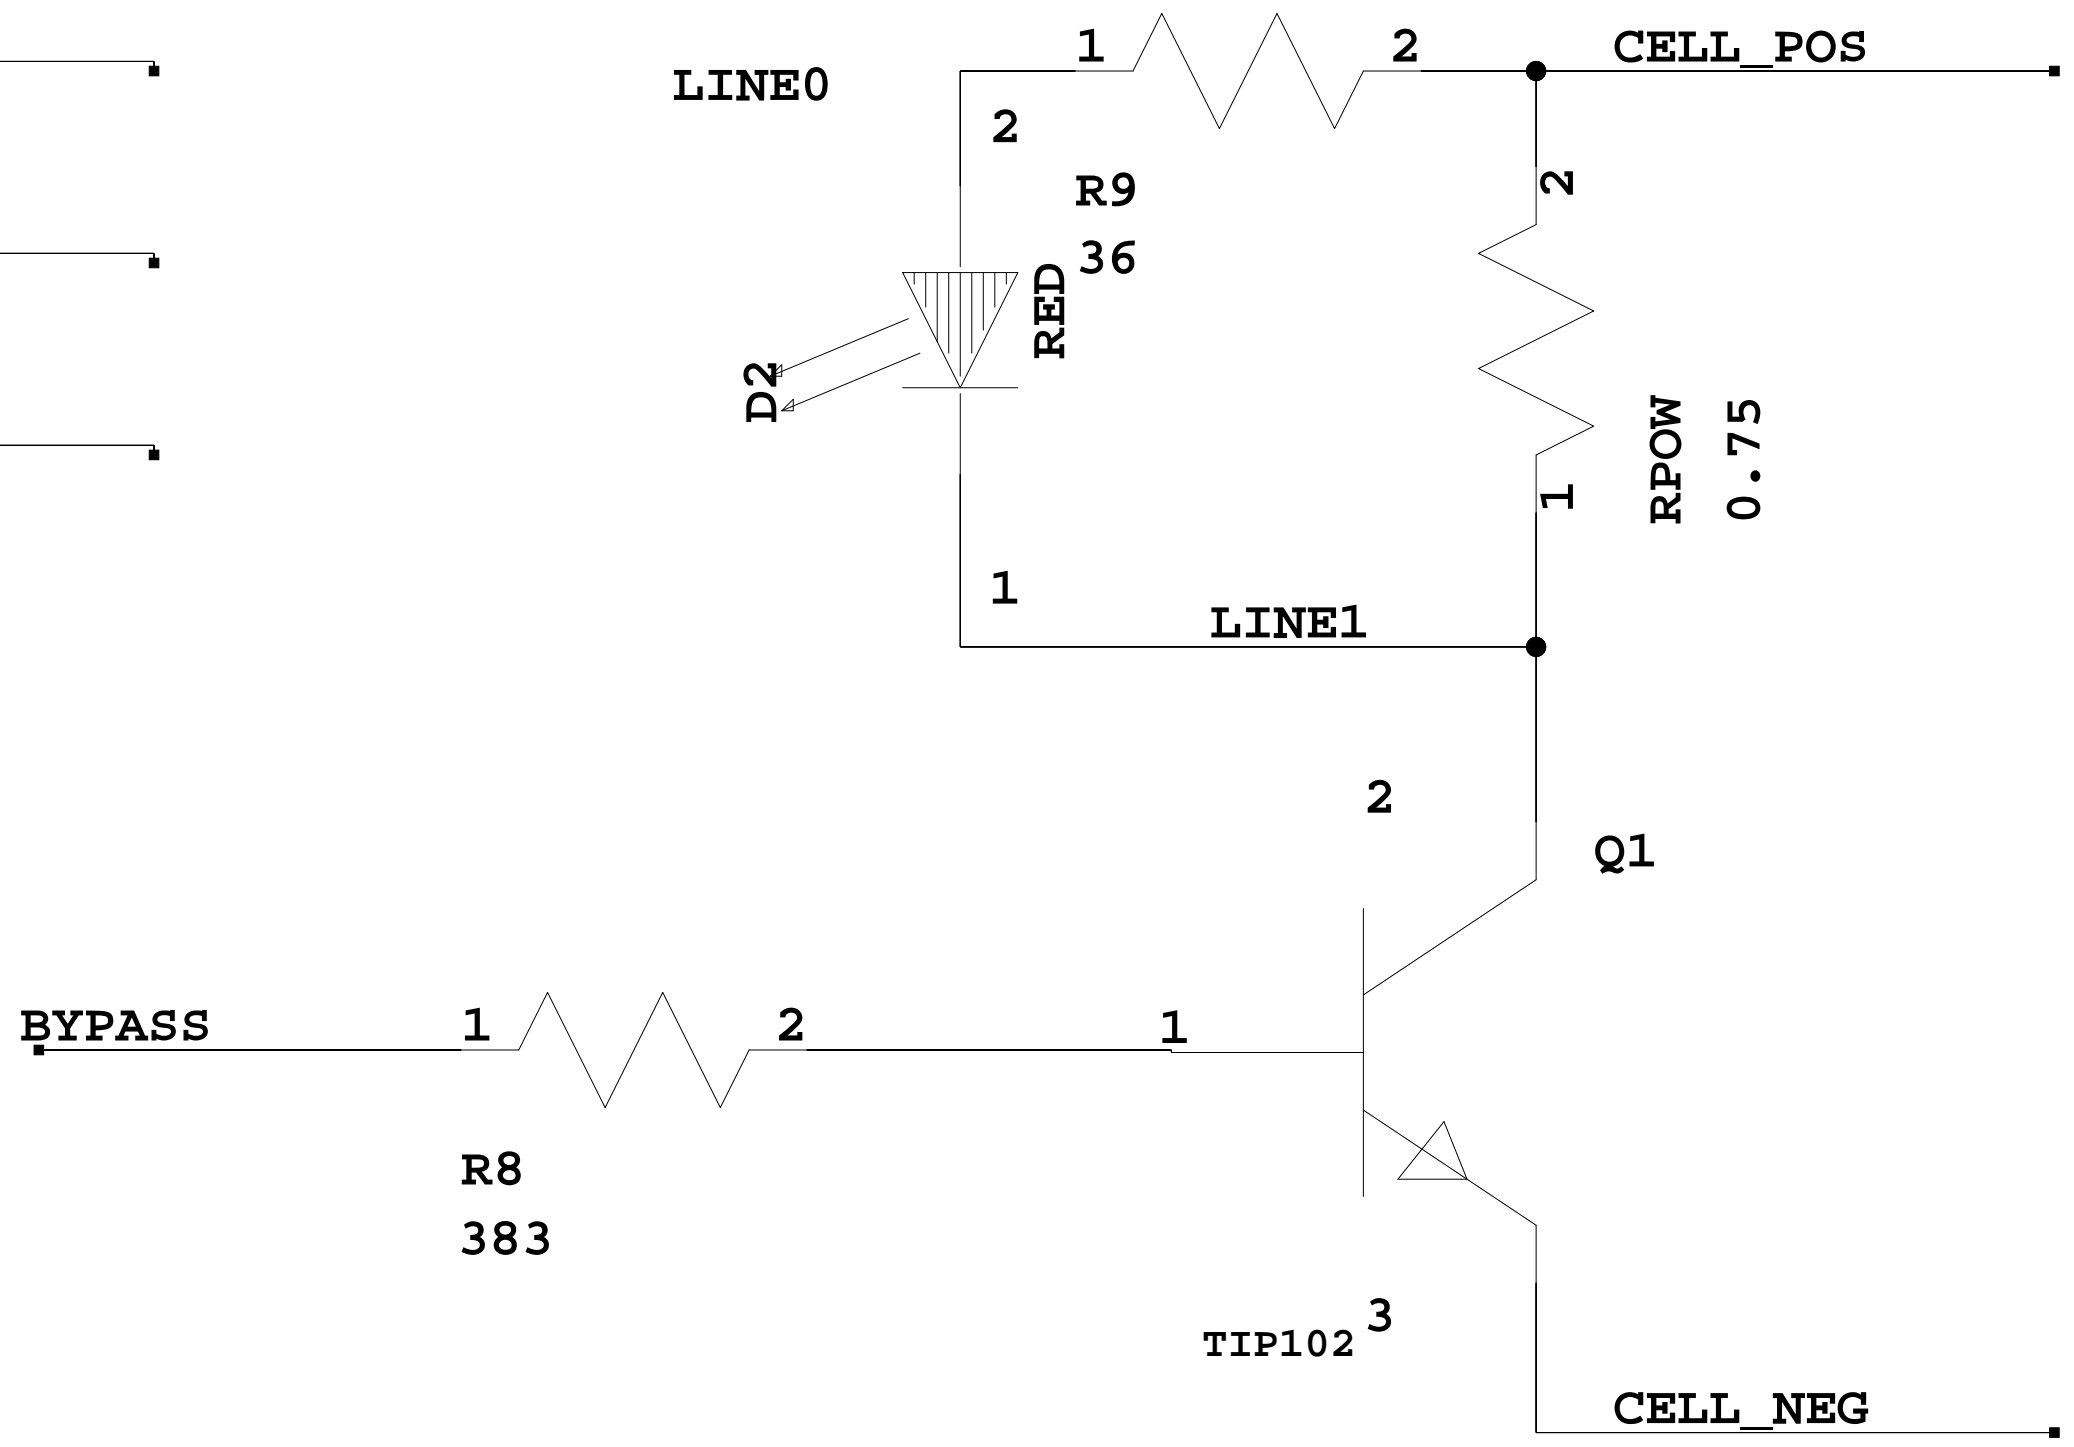 1
2
CELL_POS
LINE0
2
R9
2
36
RED
D2
RPOW
0.75
1
1
LINE1
2
Q1
BYPASS
1
2
1
R8
383
3
TIP102
CELL_NEG